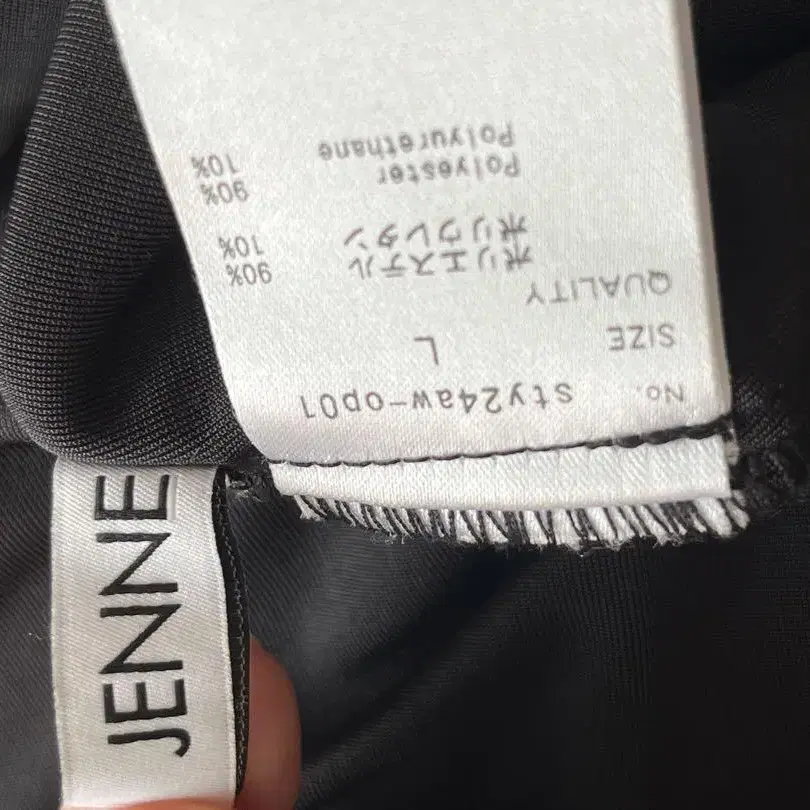 No. sty24aw-op01
SIZE L
QUALITY
ポリエステル 90%
ポリウレタン 10%
Polyester 90%
Polyurethane 10%
JENNE